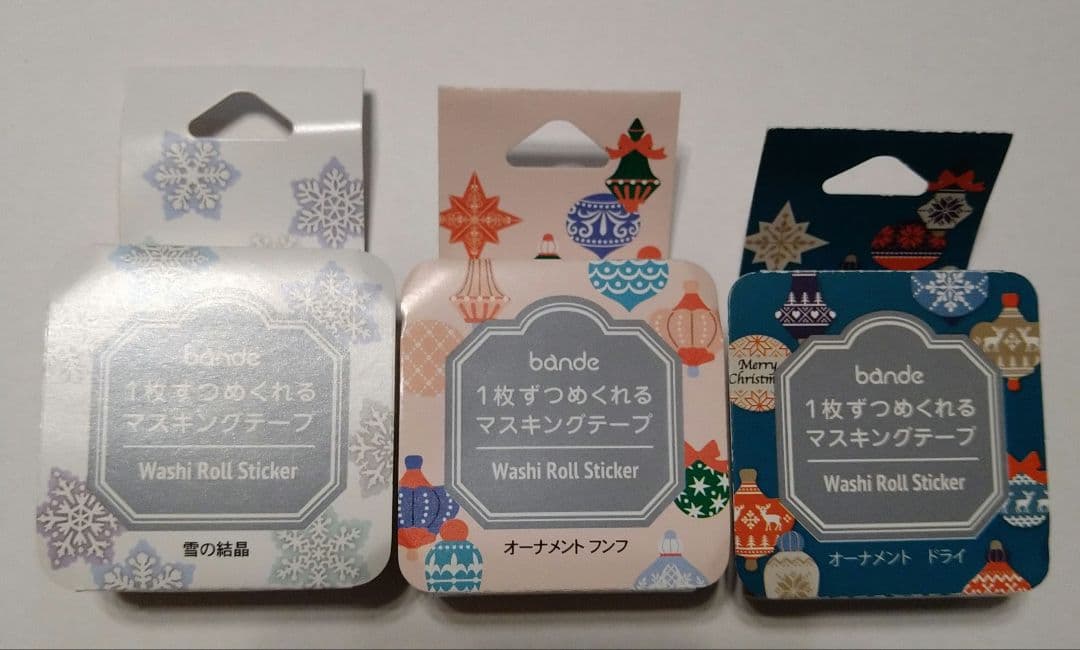 bande
1枚ずつめくれる
マスキングテープ
Washi Roll Sticker
雪の結晶
bande
1枚ずつめくれる
マスキングテープ
Washi Roll Sticker
オーナメント フンフ
Merry
bande
1枚ずつめくれる
マスキングテープ
Washi Roll Sticker
オーナメント ドライ